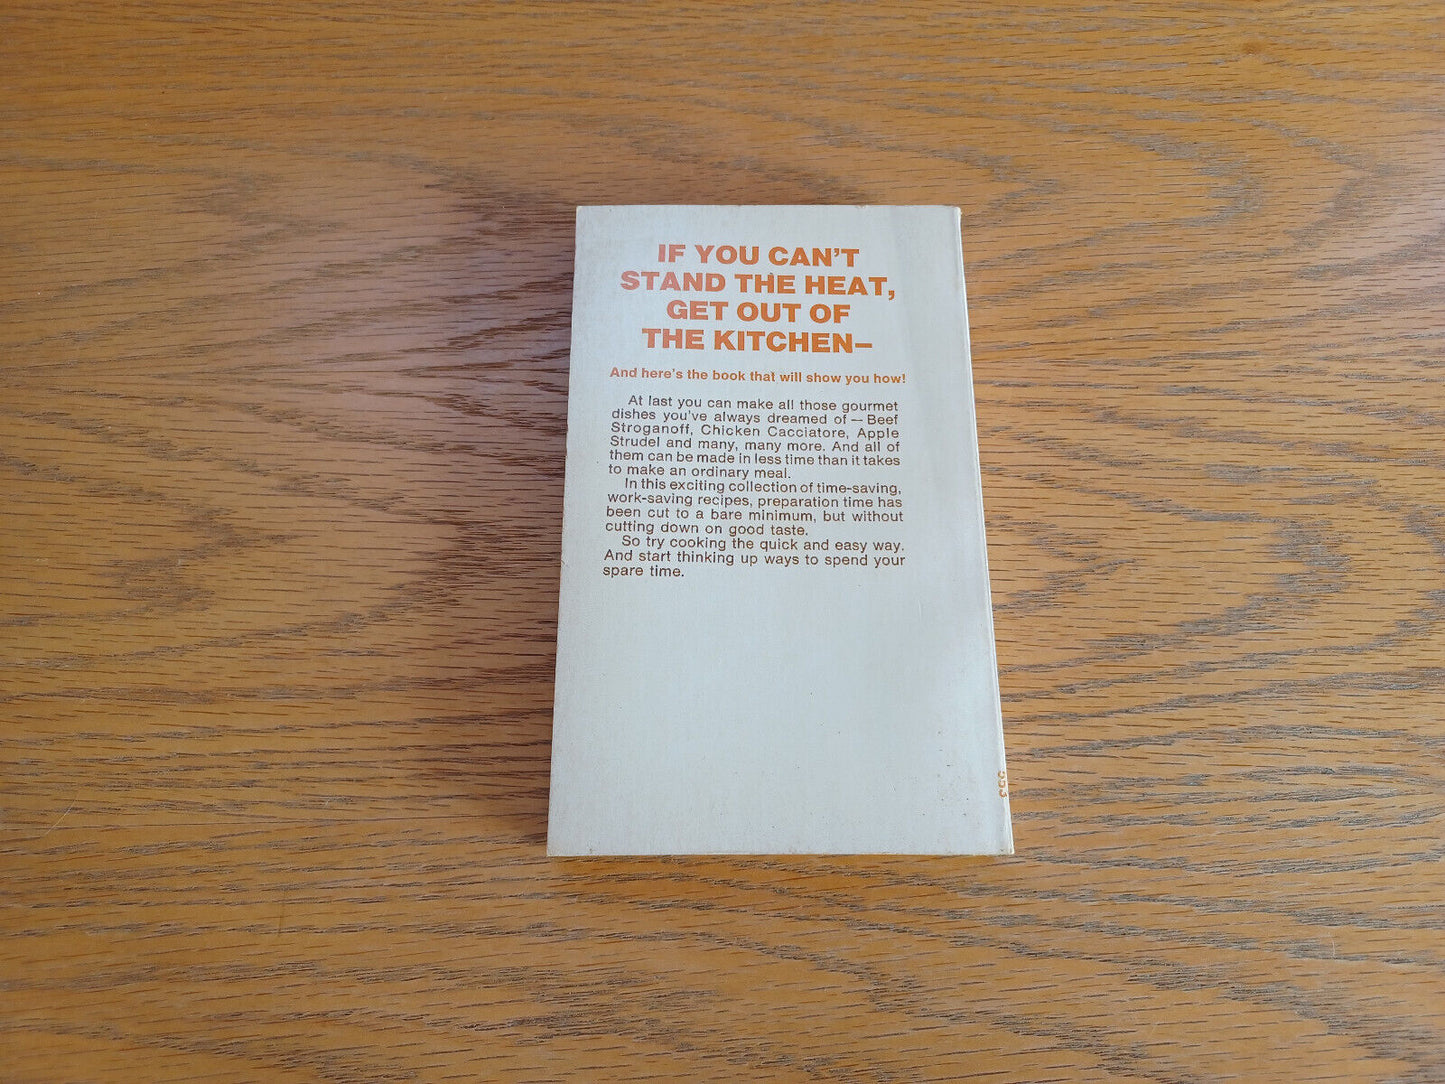 IF YOU CAN'T
STAND THE HEAT,
GET OUT OF
THE KITCHEN—
And here's the book that will show you how!
At last you can make all those gourmet
dishes you've always dreamed of — Beef
Stroganoff, Chicken Cacciatore, Apple
Strudel and many, many more. And all of
them can be made in less time than it takes
to make an ordinary meal.
In this exciting collection of time-saving,
work-saving recipes, preparation time has
been cut to a bare minimum, but without
cutting down on good taste.
So try cooking the quick and easy way.
And start thinking up ways to spend your
spare time.